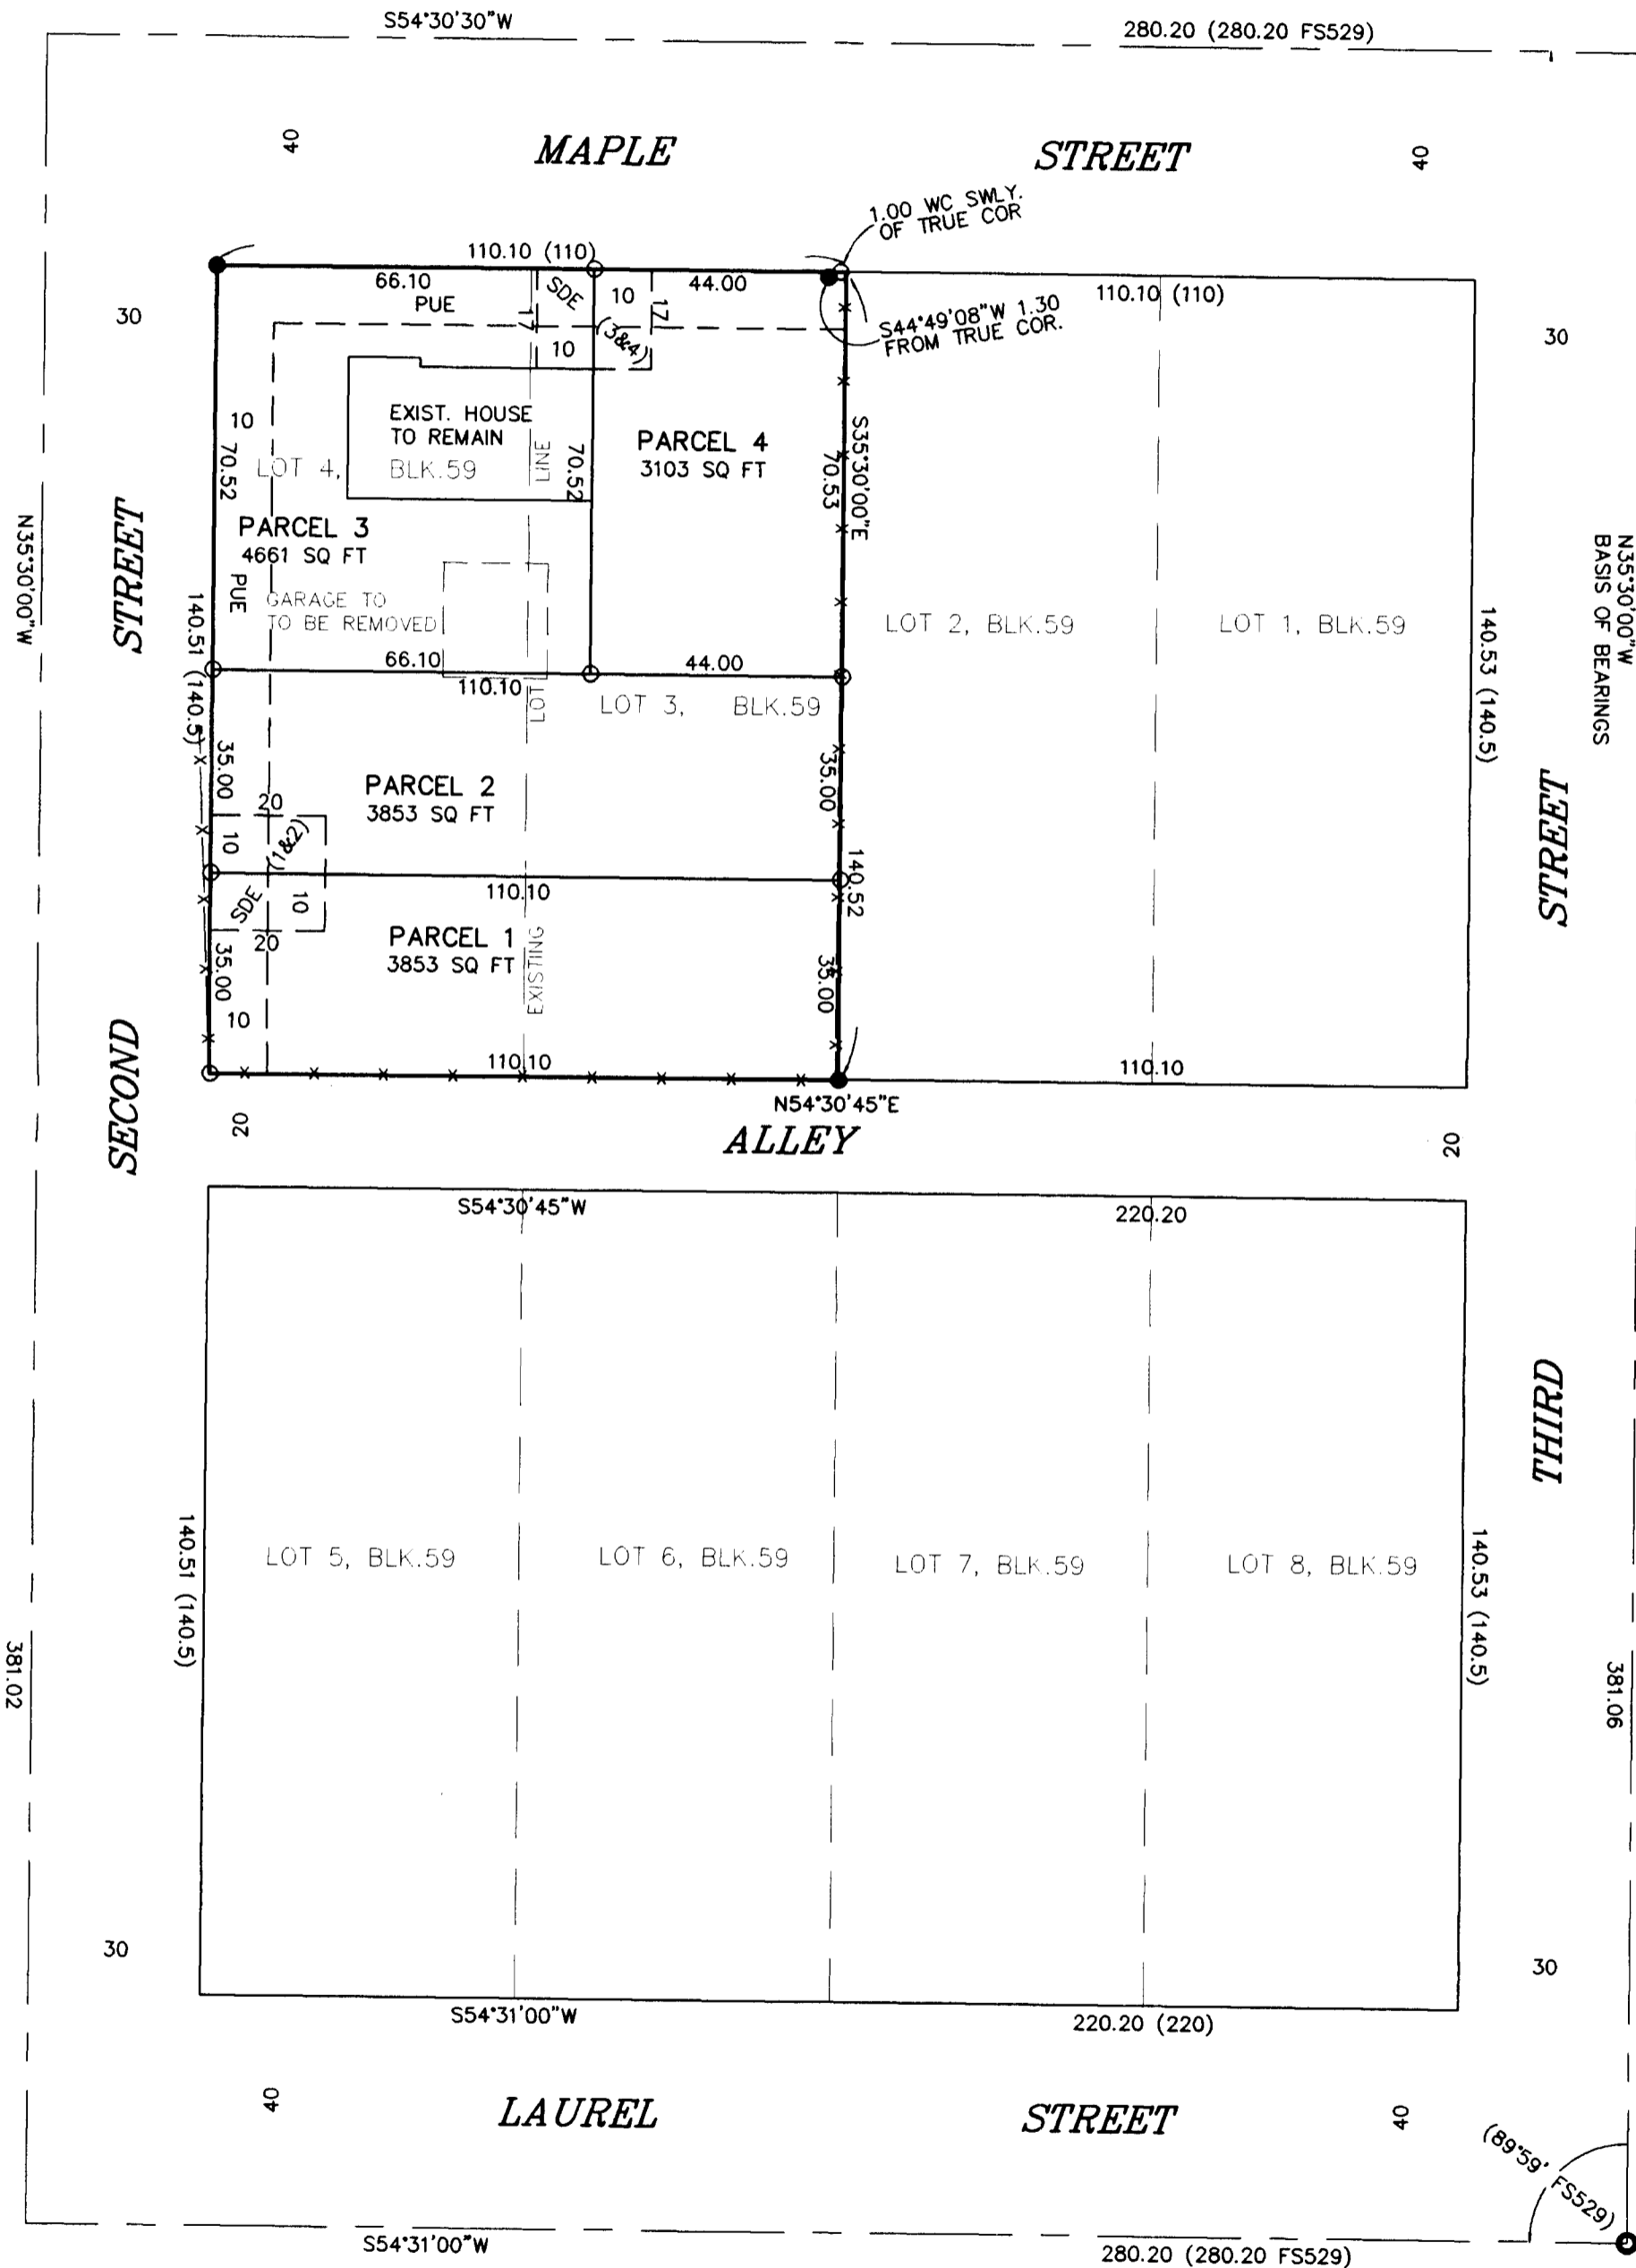 S54°30'30"W
280.20 (280.20 FS529)
40
MAPLE
STREET
40
1.00 WC SWLY.
OF TRUE COR
110.10 (110)
66.10
PUE
SDE
10
17
17
44.00
110.10 (110)
30
30
S44°49'08"W 1.30
FROM TRUE COR.
10
(3&4)
EXIST. HOUSE
TO REMAIN
10
70.52
LOT 4,
BLK.59
LINE
70.52
PARCEL 4
3103 SQ FT
S35°30'00"E
70.53
PARCEL 3
4661 SQ FT
PUE
GARAGE TO
TO BE REMOVED
N35°30'00"W
STREET
140.51 (140.5)
LOT 2, BLK.59
LOT 1, BLK.59
140.53 (140.5)
N35°30'00"W
BASIS OF BEARINGS
66.10
44.00
110.10
LOT
LOT 3,
BLK.59
35.00
PARCEL 2
3853 SQ FT
35.00
20
10
(1&2)
STREET
110.10
140.52
SDE
10
20
PARCEL 1
3853 SQ FT
EXISTING
35.00
35.00
10
110.10
110.10
N54°30'45"E
SECOND
20
ALLEY
20
S54°30'45"W
220.20
THIRD
140.51 (140.5)
LOT 5, BLK.59
LOT 6, BLK.59
LOT 7, BLK.59
LOT 8, BLK.59
140.53 (140.5)
381.02
381.06
30
30
S54°31'00"W
220.20 (220)
40
LAUREL
STREET
40
(89°59' FS529)
S54°31'00"W
280.20 (280.20 FS529)